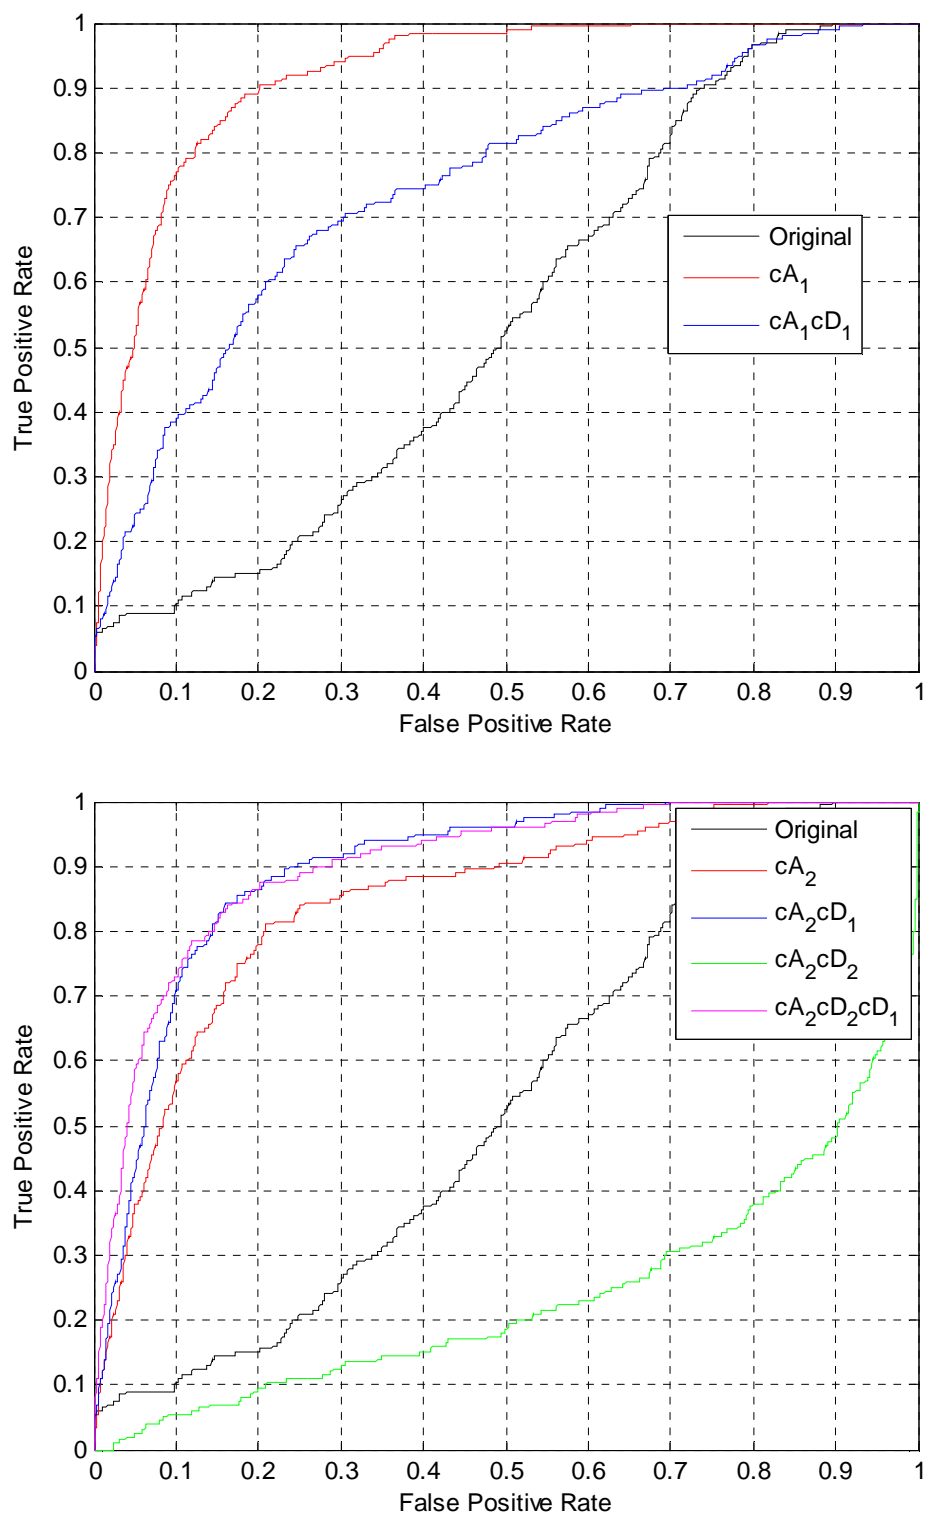 1
0.9
0.8
0.7
0.6
0.5
0.4
0.3
0.2
0.1
0
True Positive Rate
Original
cA1
cA1cD1
0 0.1 0.2 0.3 0.4 0.5 0.6 0.7 0.8 0.9 1
False Positive Rate
1
0.9
0.8
0.7
0.6
0.5
0.4
0.3
0.2
0.1
0
True Positive Rate
Original
cA2
cA2cD1
cA2cD2
cA2cD2cD1
0 0.1 0.2 0.3 0.4 0.5 0.6 0.7 0.8 0.9 1
False Positive Rate